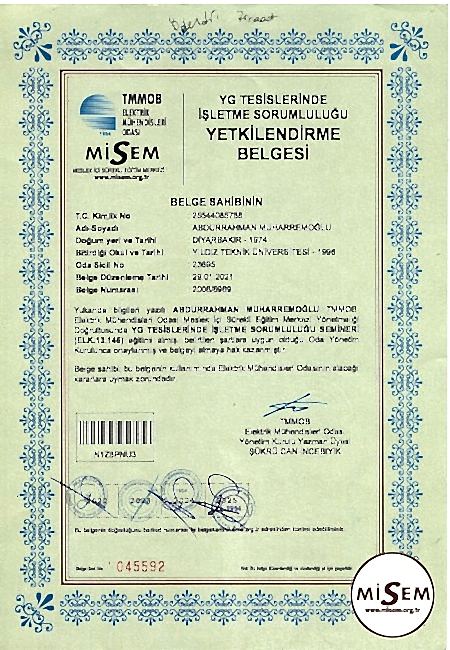 TMMOB
ELEKTRİK
MÜHENDİSLERİ
ODASI
1954
MİSEM
MESLEK İÇİ SÜREKLİ EĞİTİM MERKEZİ
www.misem.org.tr
YG TESİSLERİNDE
İŞLETME SORUMLULUĞU
YETKİLENDİRME
BELGESİ
BELGE SAHİBİNİN
T.C. Kimlik No
Adı-Soyadı ABDURRAHMAN MUHARREMOĞLU
Doğum yeri ve Tarihi DİYARBAKIR - 1974
Bitirdiği Okul ve Tarihi YILDIZ TEKNİK ÜNİVERSİTESİ - 1996
Oda Sicil No 23695
Belge Düzenleme Tarihi 29.01.2021
Belge Numarası
Yukarıda bilgileri yazılı ABDURRAHMAN MUHARREMOĞLU TMMOB
Elektrik Mühendisleri Odası Meslek İçi Sürekli Eğitim Merkezi Yönetmeliği
Doğrultusunda YG TESİSLERİNDE İŞLETME SORUMLULUĞU SEMİNER
(ELK.13.146) eğitimi almış, belirtilen şartlara uygun olduğu Oda Yönetim
Kurulunca onaylanmış ve belgeyi almaya hak kazanmıştır.
Belge sahibi, bu belgenin kullanımında Elektrik Mühendisleri Odasının alacağı
kararlara uymak zorundadır.
TMMOB
Elektrik Mühendisleri Odası
Yönetim Kurulu Yazman Üyesi
ŞÜKRÜ CAN İNCEBIYIK
N1Z8PNU3
2023 2024 2025
045592
MİSEM
www.misem.org.tr